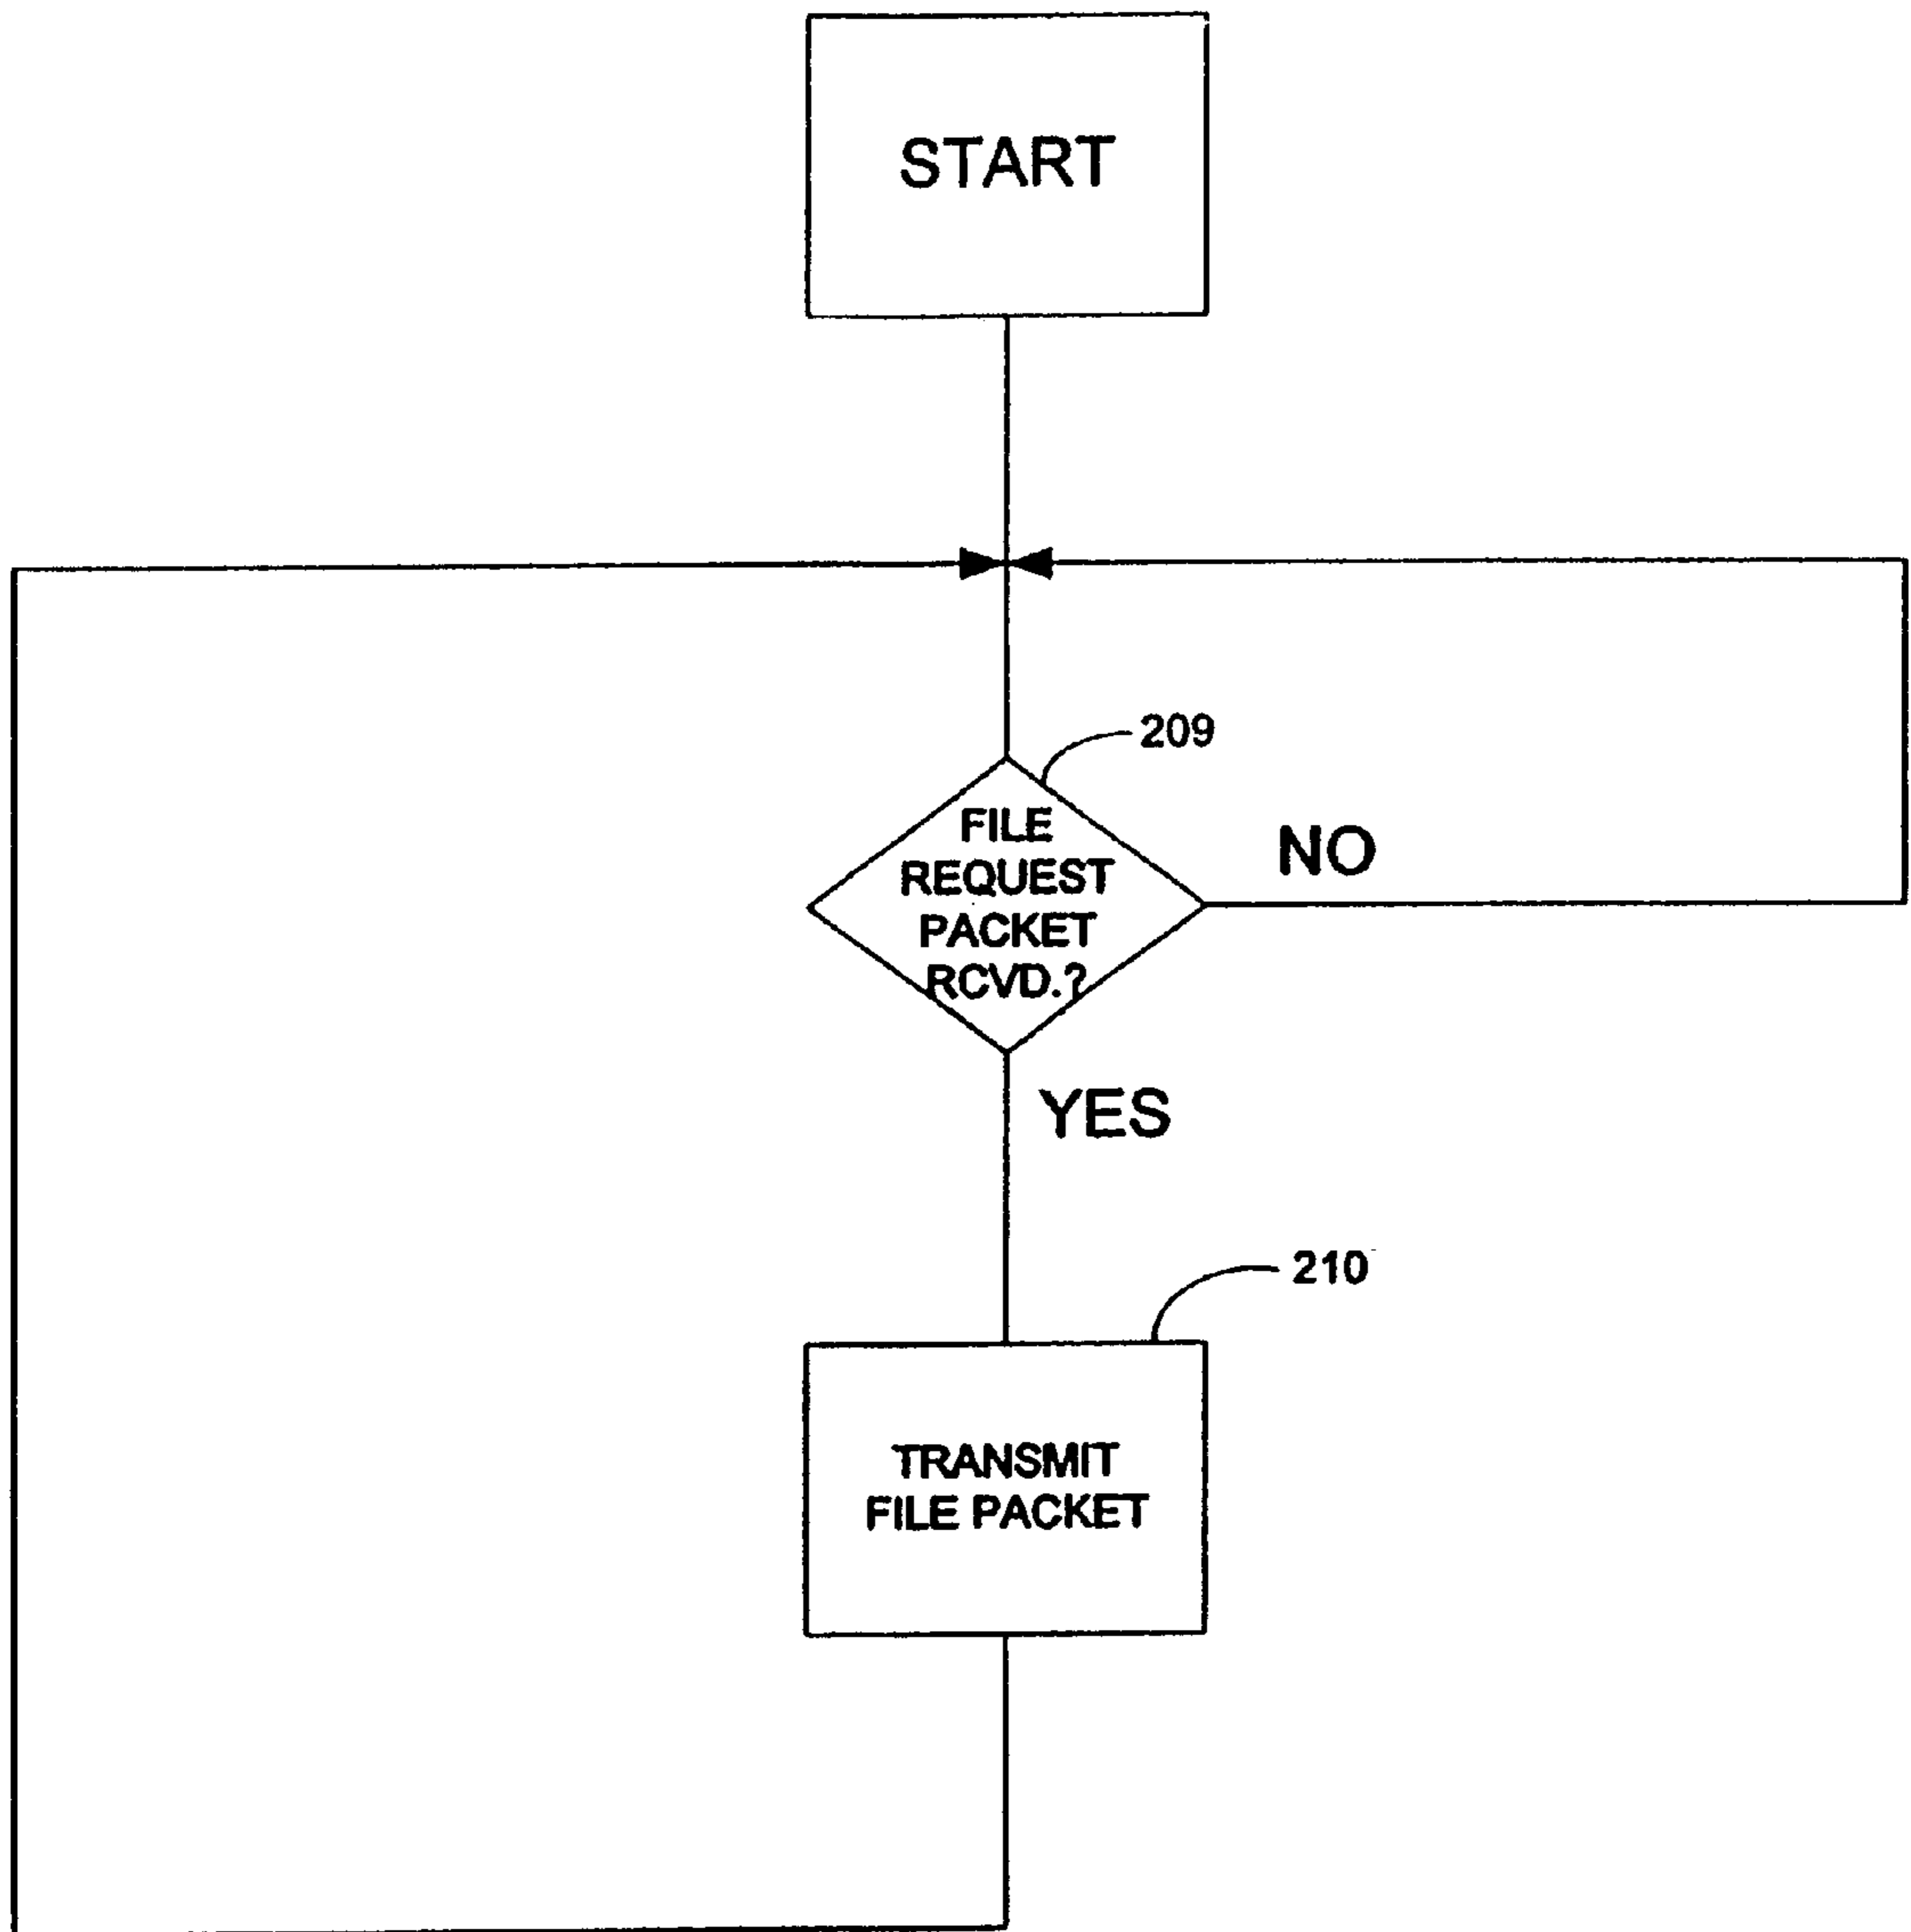 START
209
FILE
REQUEST
PACKET
RCVD.?
NO
YES
210
TRANSMIT
FILE PACKET